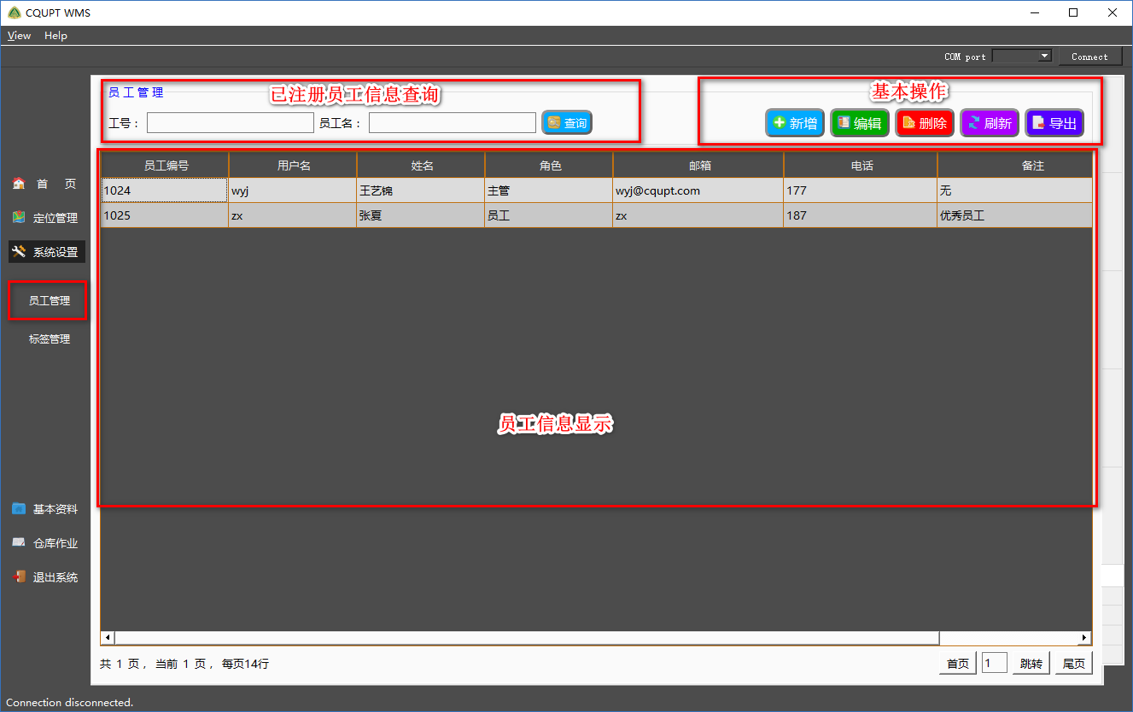 CQUPT WMS
View Help
COM port Connect
员工管理 已注册员工信息查询 基本操作
工号： 员工名： 查询 新增 编辑 删除 刷新 导出
员工编号 用户名 姓名 角色 邮箱 电话 备注
1024 wyj 王艺锦 主管 wyj@cqupt.com 177 无
1025 zx 张夏 员工 zx 187 优秀员工
首 页
定位管理
系统设置
员工管理
标签管理
员工信息显示
基本资料
仓库作业
退出系统
共 1 页， 当前 1 页， 每页14行 首页 1 跳转 尾页
Connection disconnected.